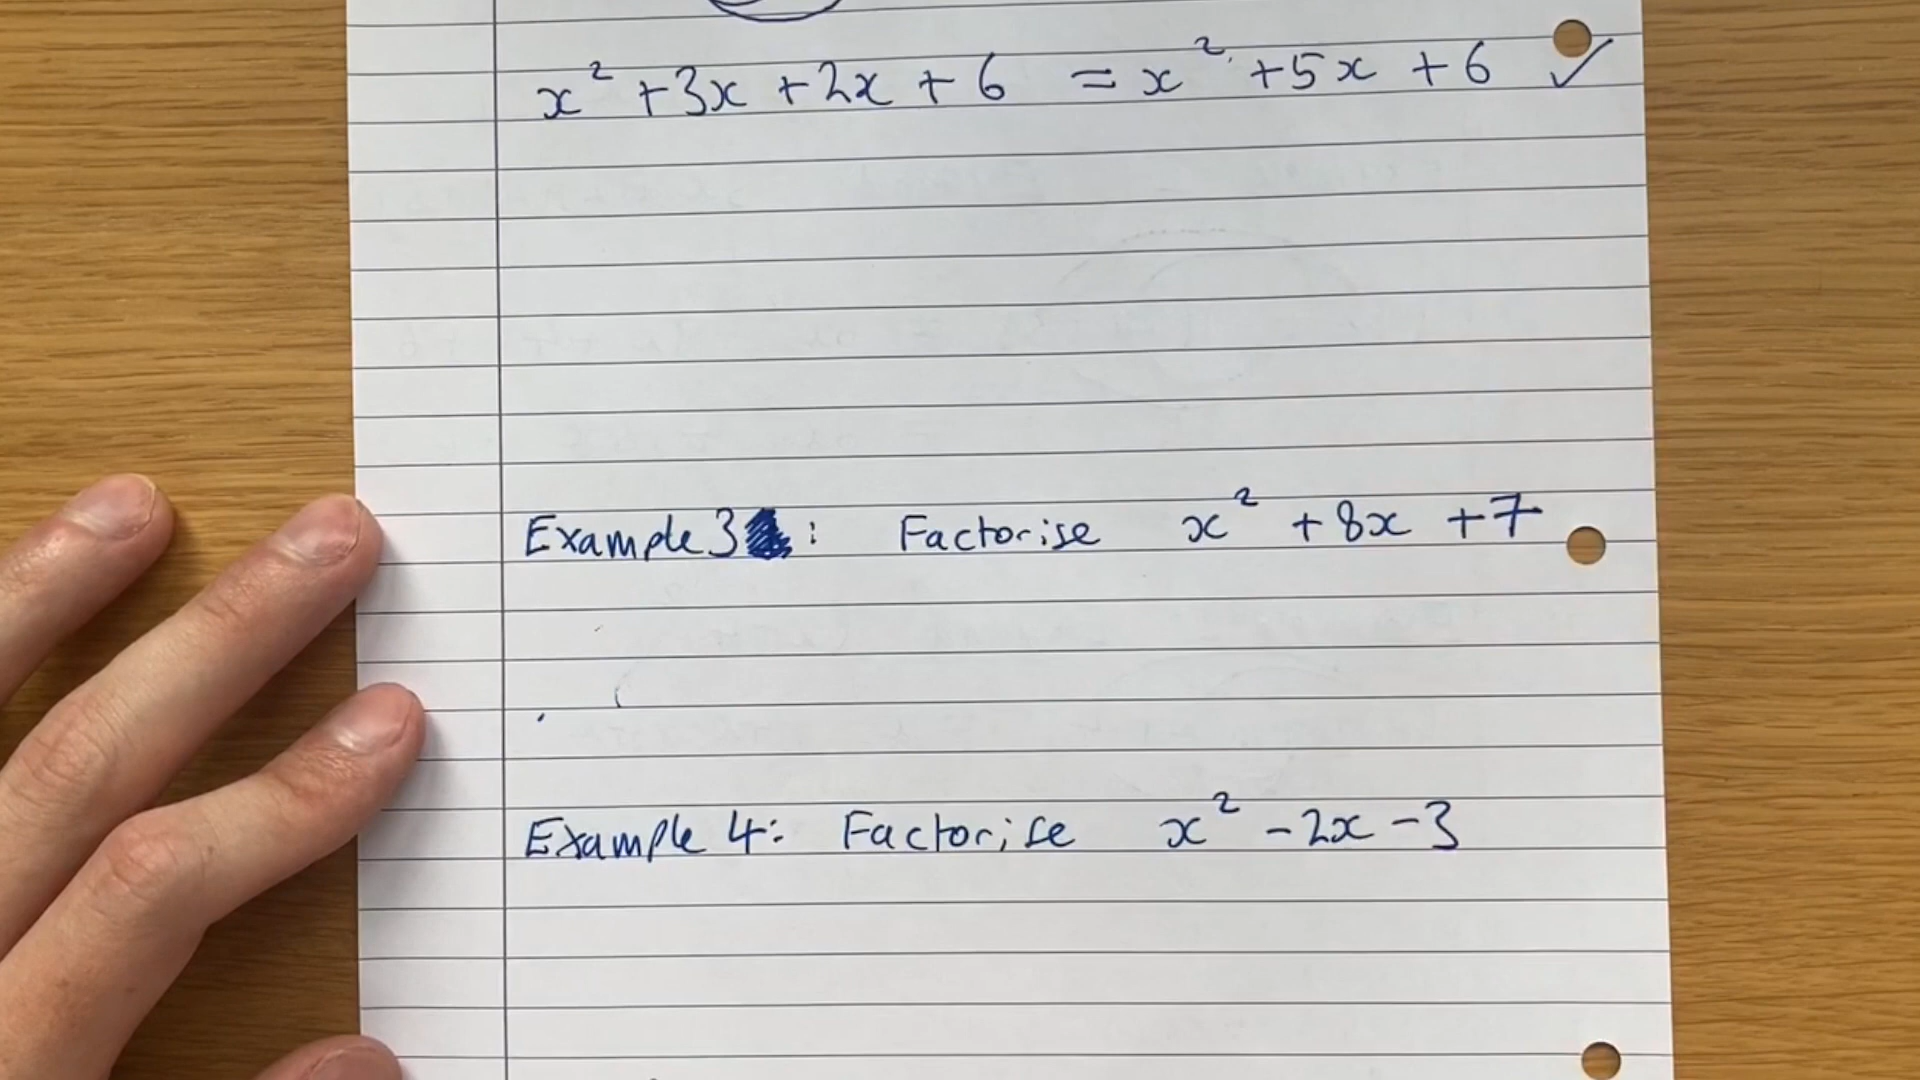 x² + 3x + 2x + 6 = x² + 5x + 6 ✓
Example 3 : Factorise x² + 8x + 7
Example 4: Factorise x² - 2x - 3